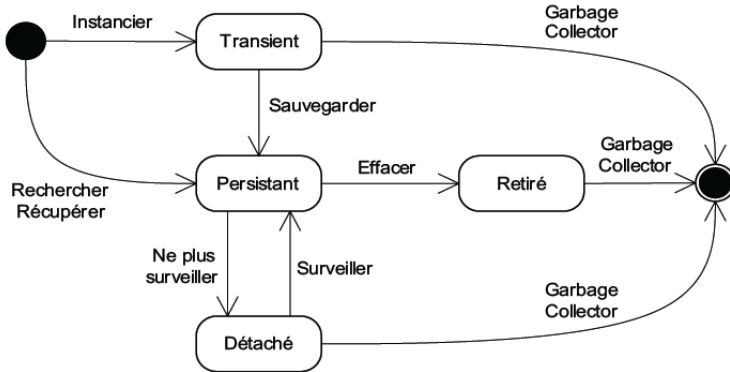 Instancier
Garbage
Collector
Transient
Sauvegarder
Rechercher
Récupérer
Persistant
Effacer
Retiré
Garbage
Collector
Ne plus
surveiller
Surveiller
Garbage
Collector
Détaché